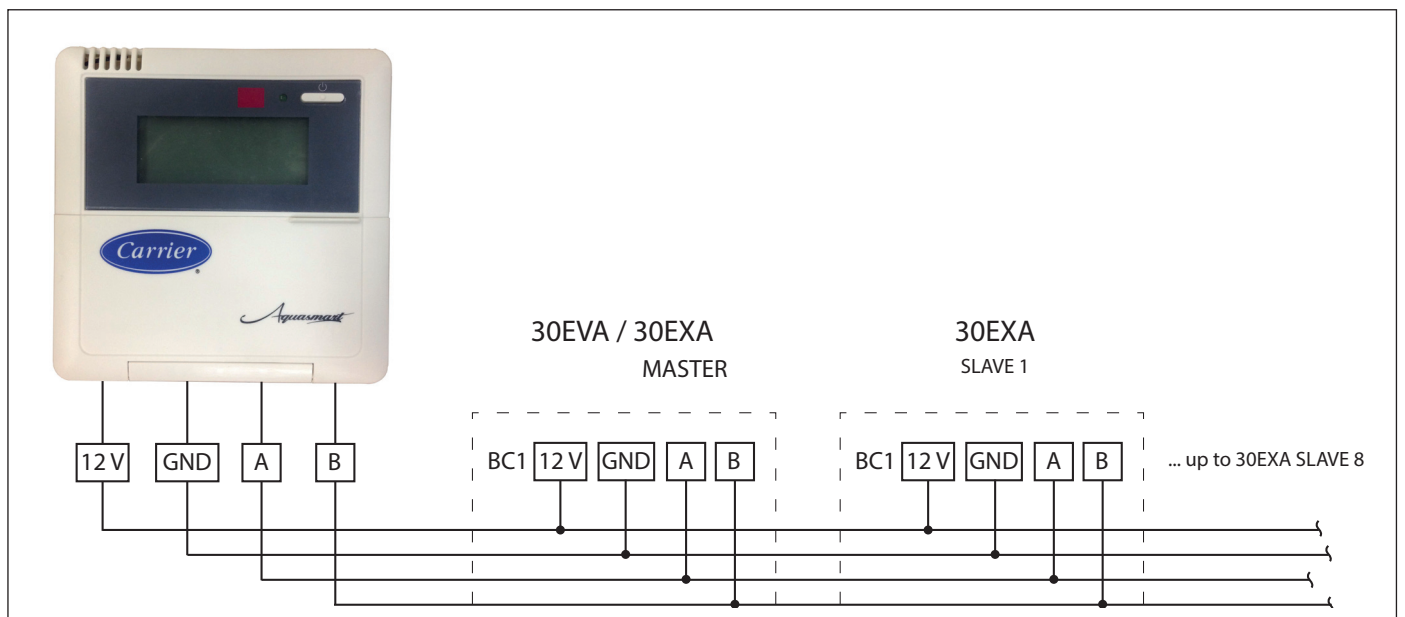 Carrier
Aquasmart
30EVA / 30EXA
MASTER
30EXA
SLAVE 1
12 V GND A B
BC1 12 V GND A B
BC1 12 V GND A B
... up to 30EXA SLAVE 8